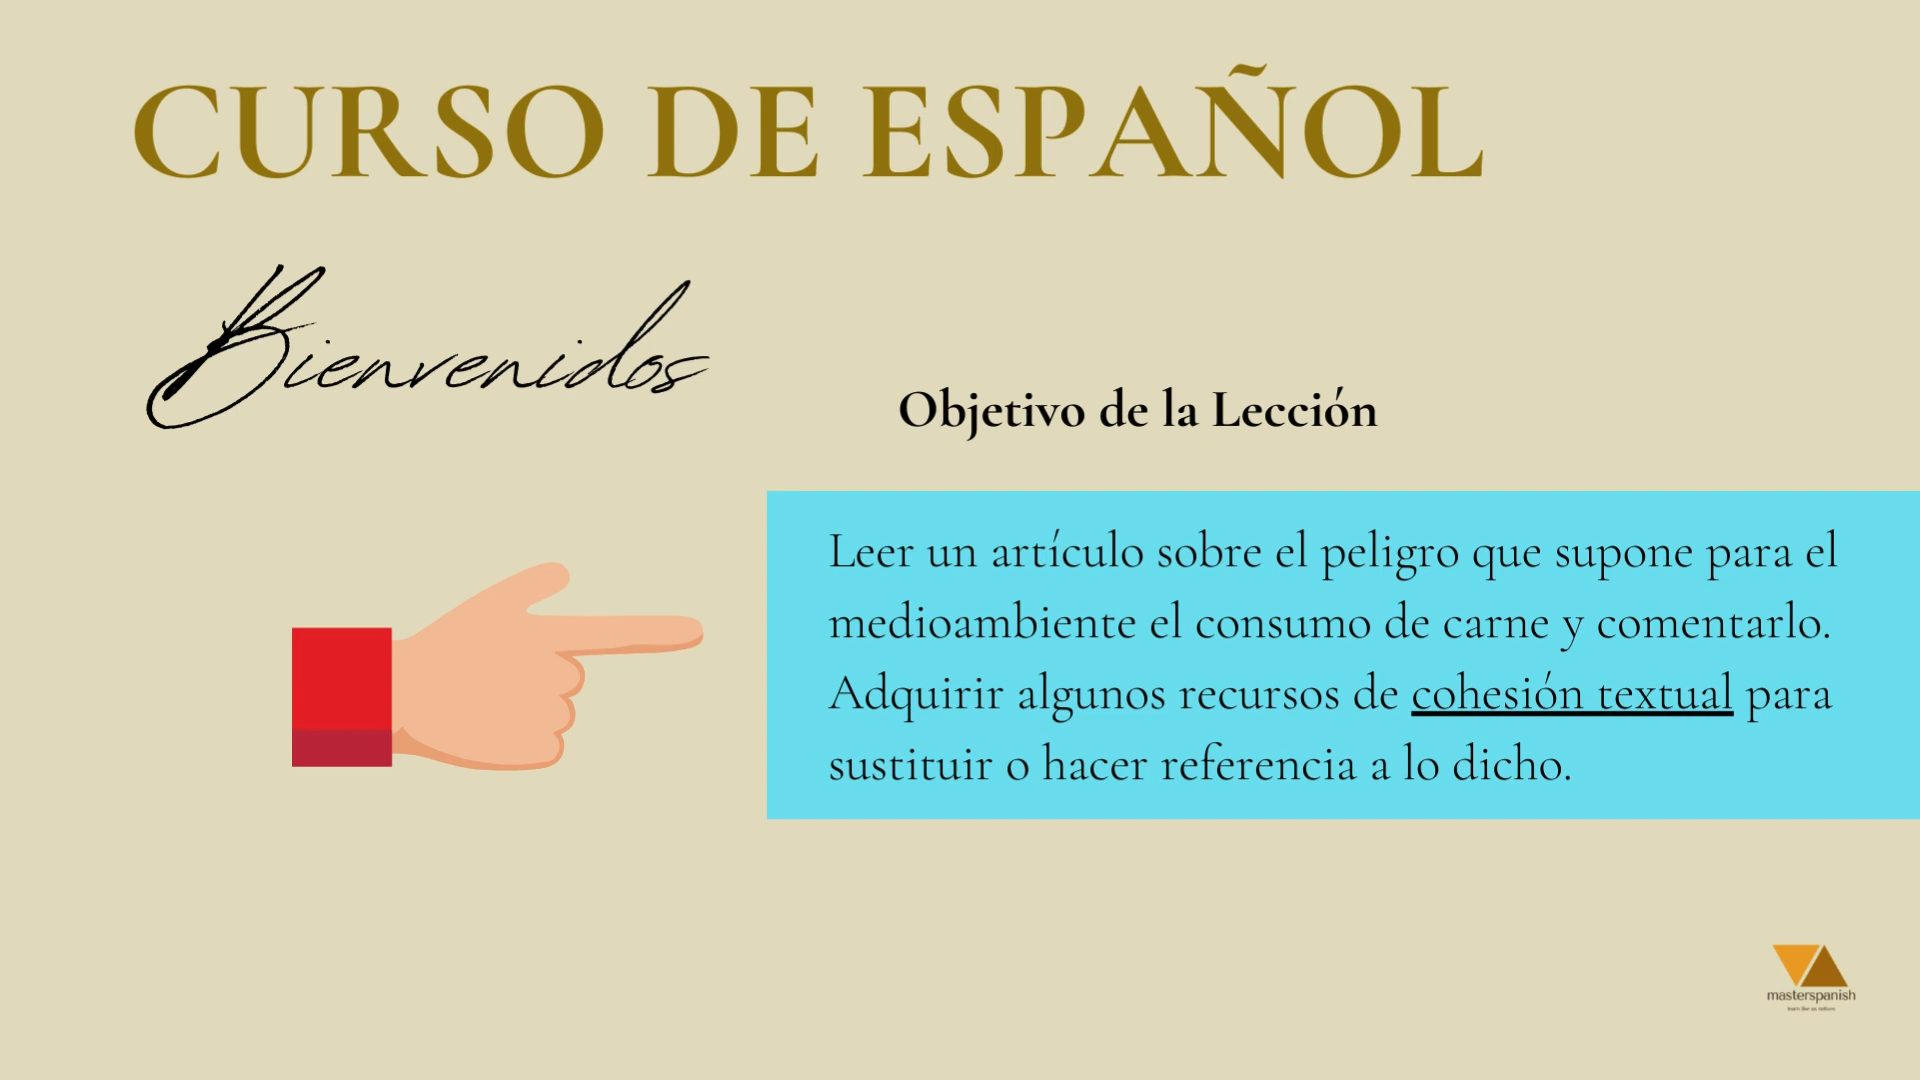 CURSO DE ESPAÑOL
Bienvenidos
Objetivo de la Lección
Leer un artículo sobre el peligro que supone para el
medioambiente el consumo de carne y comentarlo.
Adquirir algunos recursos de cohesión textual para
sustituir o hacer referencia a lo dicho.
masterspanish